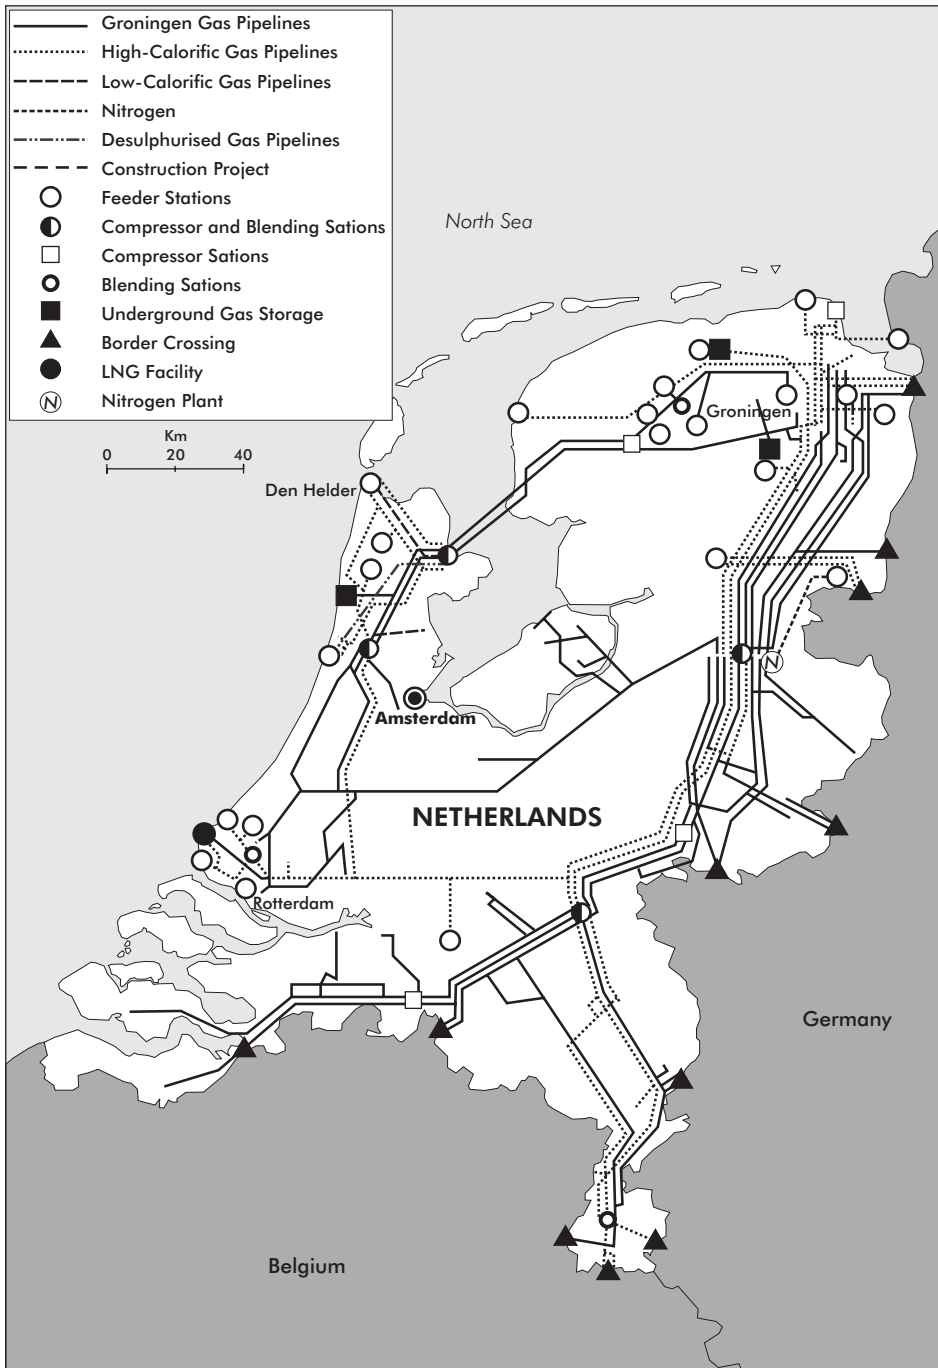 Groningen Gas Pipelines
High-Calorific Gas Pipelines
Low-Calorific Gas Pipelines
Nitrogen
Desulphurised Gas Pipelines
Construction Project
Feeder Stations
Compressor and Blending Sations
Compressor Sations
Blending Sations
Underground Gas Storage
Border Crossing
LNG Facility
N Nitrogen Plant
North Sea
Km
0 20 40
Groningen
Den Helder
N
Amsterdam
NETHERLANDS
Rotterdam
Germany
Belgium